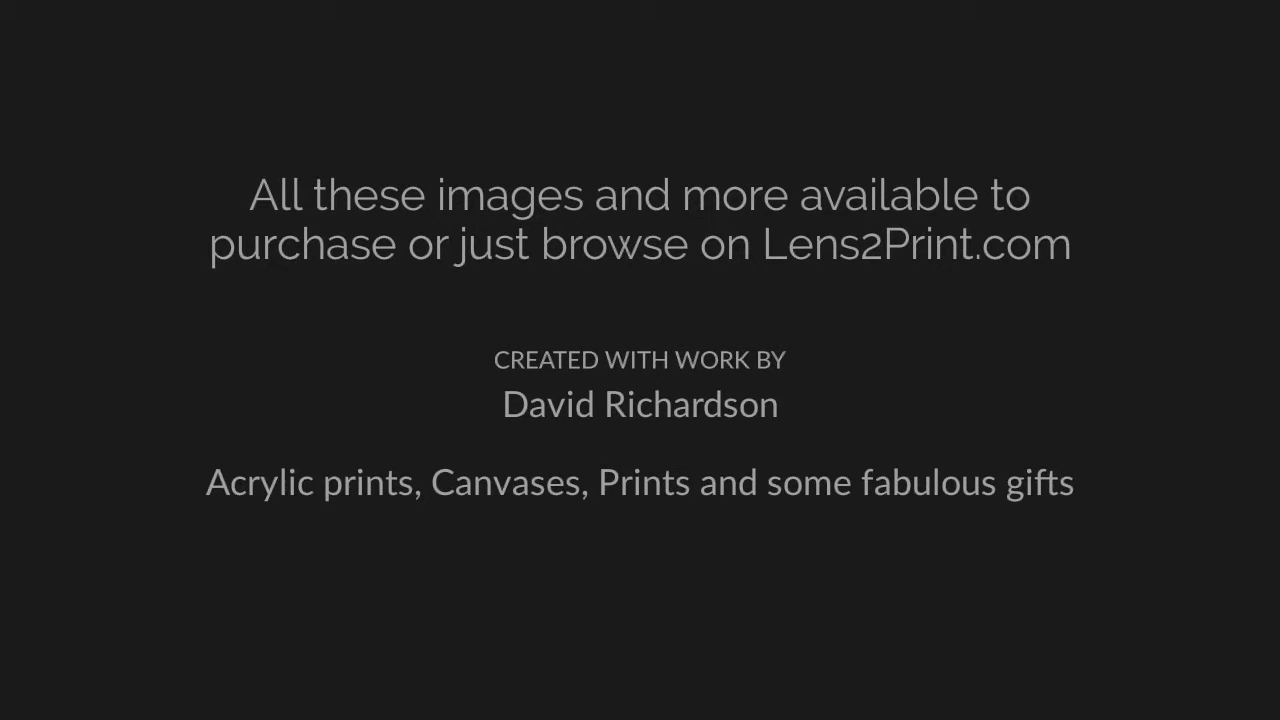 All these images and more available to
purchase or just browse on Lens2Print.com
CREATED WITH WORK BY
David Richardson
Acrylic prints, Canvases, Prints and some fabulous gifts